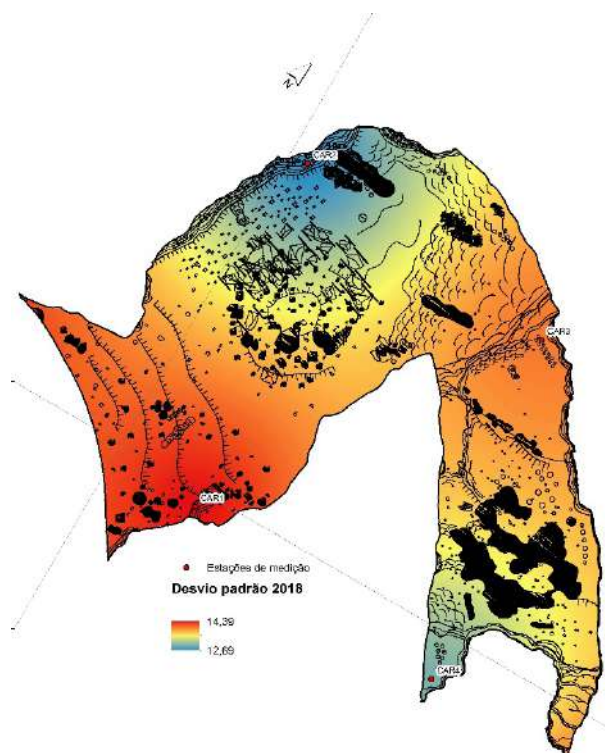 N
CAR2
CAR3
CAR1
Estações de medição
Desvio padrão 2018
14,39
12,69
CAR4